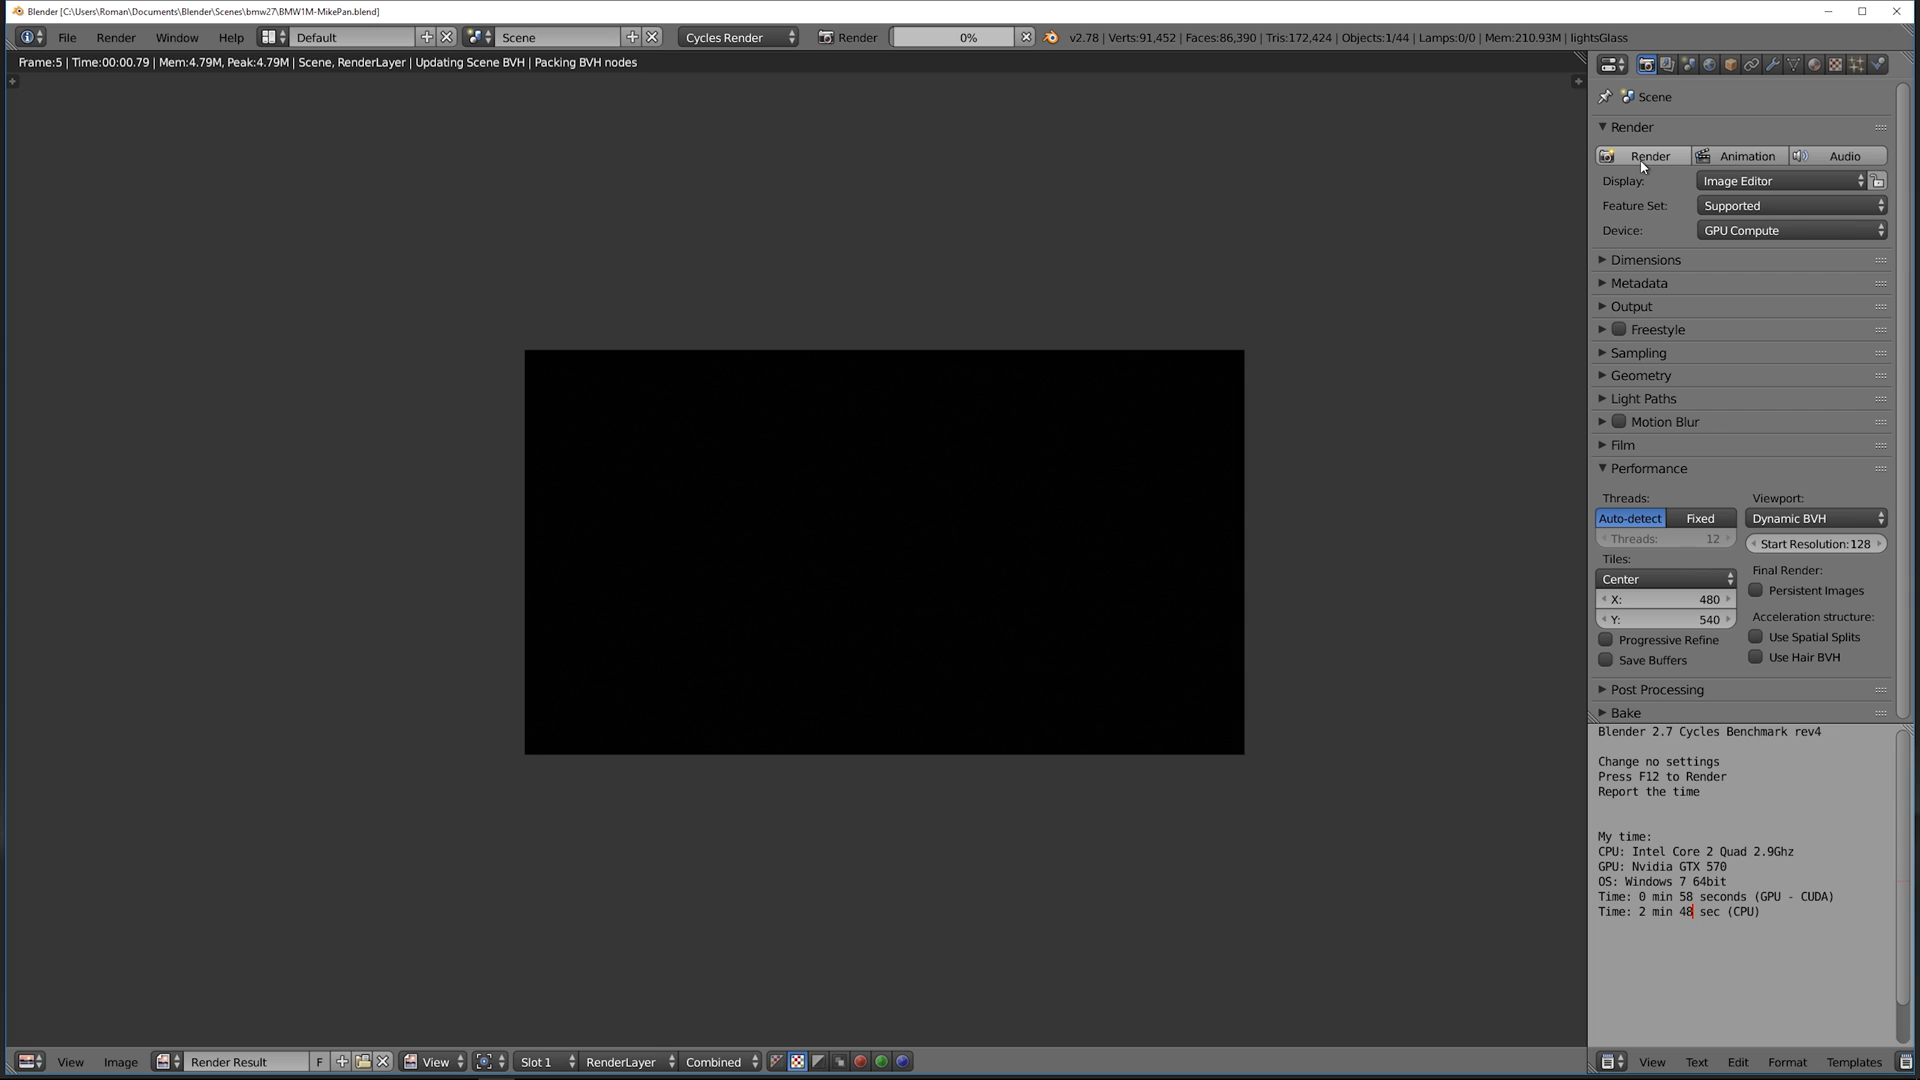 Blender [C:\Users\Roman\Documents\Blender\Scenes\bmw27\BMW1M-MikePan.blend]
File Render Window Help Default Scene Cycles Render Render 0% v2.78 | Verts:91,452 | Faces:86,390 | Tris:172,424 | Objects:1/44 | Lamps:0/0 | Mem:210.93M | lightsGlass
Frame:5 | Time:00:00.79 | Mem:4.79M, Peak:4.79M | Scene, RenderLayer | Updating Scene BVH | Packing BVH nodes
Scene
Render
Render Animation Audio
Display: Image Editor
Feature Set: Supported
Device: GPU Compute
Dimensions
Metadata
Output
Freestyle
Sampling
Geometry
Light Paths
Motion Blur
Film
Performance
Threads: Viewport:
Auto-detect Fixed Dynamic BVH
Threads: 12 Start Resolution:128
Tiles: Final Render:
Center Persistent Images
X: 480 Acceleration structure:
Y: 540 Use Spatial Splits
Progressive Refine Use Hair BVH
Save Buffers
Post Processing
Bake
Blender 2.7 Cycles Benchmark rev4
Change no settings
Press F12 to Render
Report the time
My time:
CPU: Intel Core 2 Quad 2.9Ghz
GPU: Nvidia GTX 570
OS: Windows 7 64bit
Time: 0 min 58 seconds (GPU - CUDA)
Time: 2 min 48 sec (CPU)
View Image Render Result F View Slot 1 RenderLayer Combined View Text Edit Format Templates